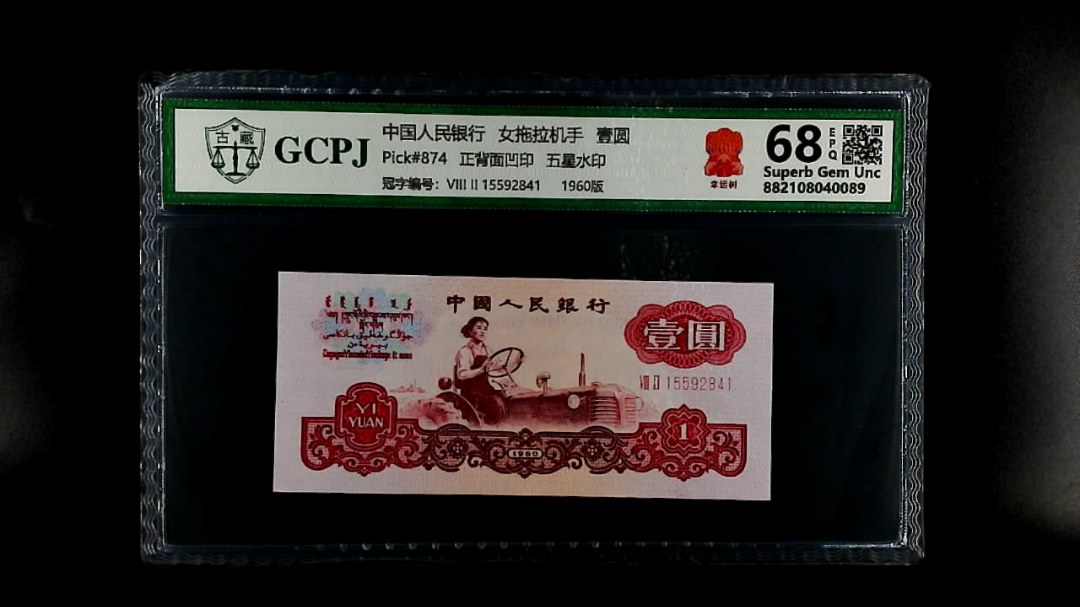 古藏
GCPJ
中国人民银行 女拖拉机手 壹圆
Pick#874 正背面凹印 五星水印
冠字编号：VIII II 15592841 1960版
幸运树
68 EPQ
Superb Gem Unc
882108040089
中國人民銀行
壹圓
VIII II 15592841
YI
YUAN
1
1960